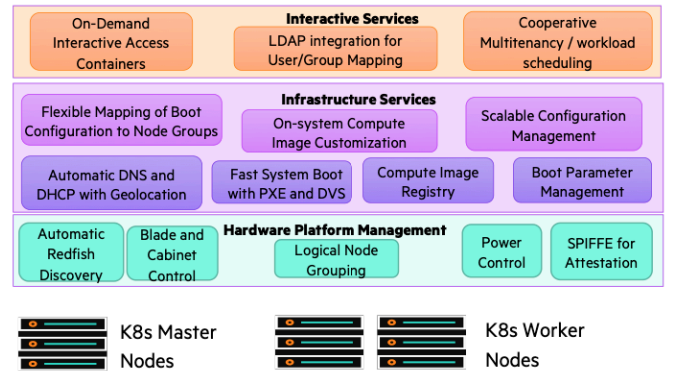 Interactive Services
On-Demand
Interactive Access
Containers
LDAP integration for
User/Group Mapping
Cooperative
Multitenancy / workload
scheduling
Infrastructure Services
Flexible Mapping of Boot
Configuration to Node Groups
On-system Compute
Image Customization
Scalable Configuration
Management
Automatic DNS and
DHCP with Geolocation
Fast System Boot
with PXE and DVS
Compute Image
Registry
Boot Parameter
Management
Hardware Platform Management
Automatic
Redfish
Discovery
Blade and
Cabinet
Control
Logical Node
Grouping
Power
Control
SPIFFE for
Attestation
K8s Master
Nodes
K8s Worker
Nodes